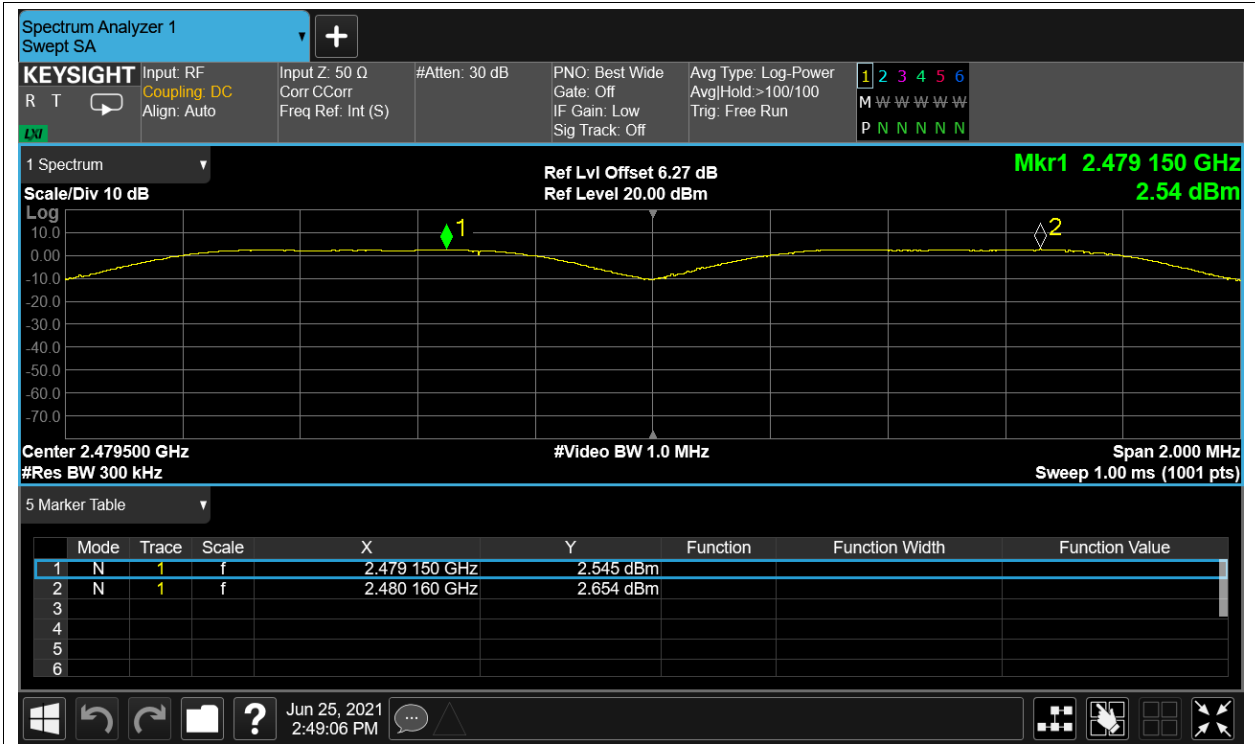 Spectrum Analyzer 1
Swept SA
KEYSIGHT
R T
LXI
Input: RF
Coupling: DC
Align: Auto
Input Z: 50 Ω
Corr CCorr
Freq Ref: Int (S)
#Atten: 30 dB
PNO: Best Wide
Gate: Off
IF Gain: Low
Sig Track: Off
Avg Type: Log-Power
Avg|Hold:>100/100
Trig: Free Run
1 2 3 4 5 6
M W W W W W
P N N N N N
1 Spectrum
Scale/Div 10 dB
Ref Lvl Offset 6.27 dB
Ref Level 20.00 dBm
Mkr1 2.479 150 GHz
2.54 dBm
Log
10.0
0.00
-10.0
-20.0
-30.0
-40.0
-50.0
-60.0
-70.0
1
2
Center 2.479500 GHz
#Res BW 300 kHz
#Video BW 1.0 MHz
Span 2.000 MHz
Sweep 1.00 ms (1001 pts)
5 Marker Table
Mode Trace Scale X Y Function Function Width Function Value
1 N 1 f 2.479 150 GHz 2.545 dBm
2 N 1 f 2.480 160 GHz 2.654 dBm
3
4
5
6
?
Jun 25, 2021
2:49:06 PM